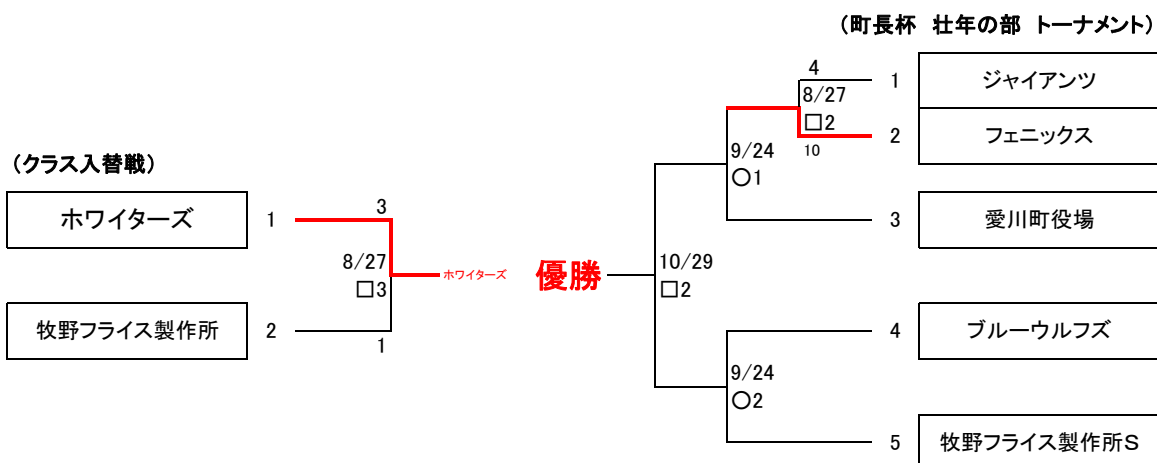 （町長杯 壮年の部 トーナメント）
4
1
ジャイアンツ
8/27
□2
2
フェニックス
10
9/24
○1
3
愛川町役場
（クラス入替戦）
ホワイターズ
1
3
8/27
□3
ホワイターズ
優勝
10/29
□2
牧野フライス製作所
2
1
4
ブルーウルフズ
9/24
○2
5
牧野フライス製作所S